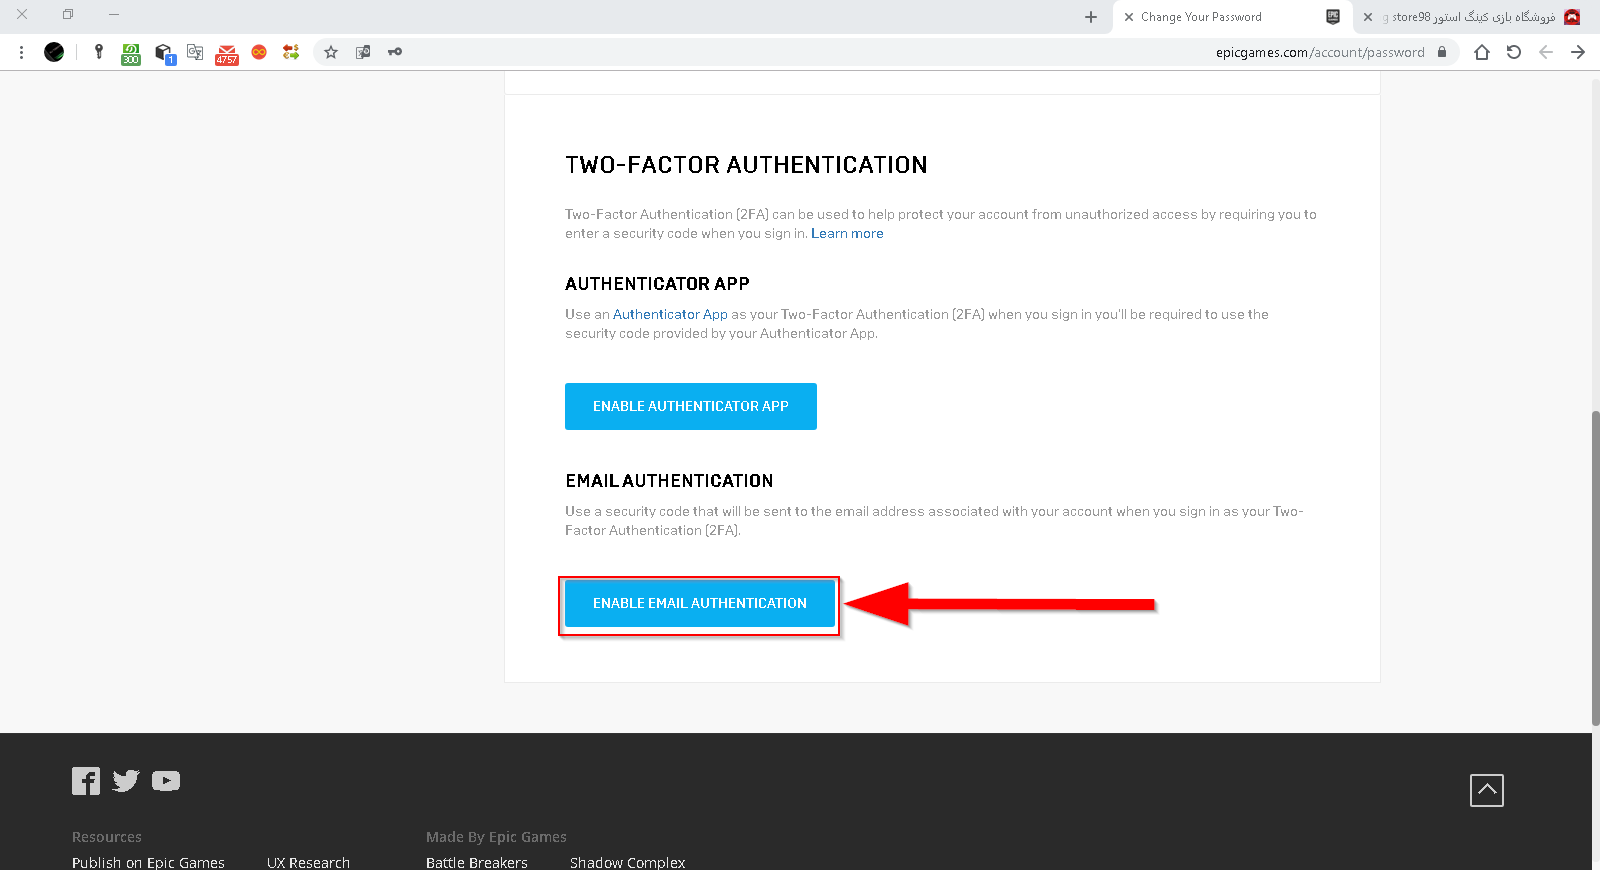 Change Your Password
EPIC
g store98 فروشگاه بازی کینگ استور
300
1
4757
epicgames.com/account/password
TWO-FACTOR AUTHENTICATION
Two-Factor Authentication (2FA) can be used to help protect your account from unauthorized access by requiring you to
enter a security code when you sign in. Learn more
AUTHENTICATOR APP
Use an Authenticator App as your Two-Factor Authentication (2FA) when you sign in you'll be required to use the
security code provided by your Authenticator App.
ENABLE AUTHENTICATOR APP
EMAIL AUTHENTICATION
Use a security code that will be sent to the email address associated with your account when you sign in as your Two-
Factor Authentication (2FA).
ENABLE EMAIL AUTHENTICATION
Resources
Made By Epic Games
Publish on Epic Games
UX Research
Battle Breakers
Shadow Complex